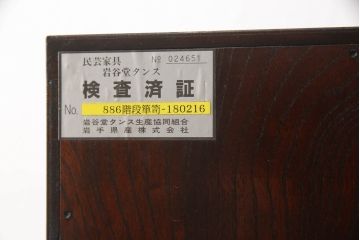 民芸家具 № 024651
岩谷堂タンス
検査済証
No. 886階段箪笥-180216
岩谷堂タンス生産協同組合
岩手県産株式会社